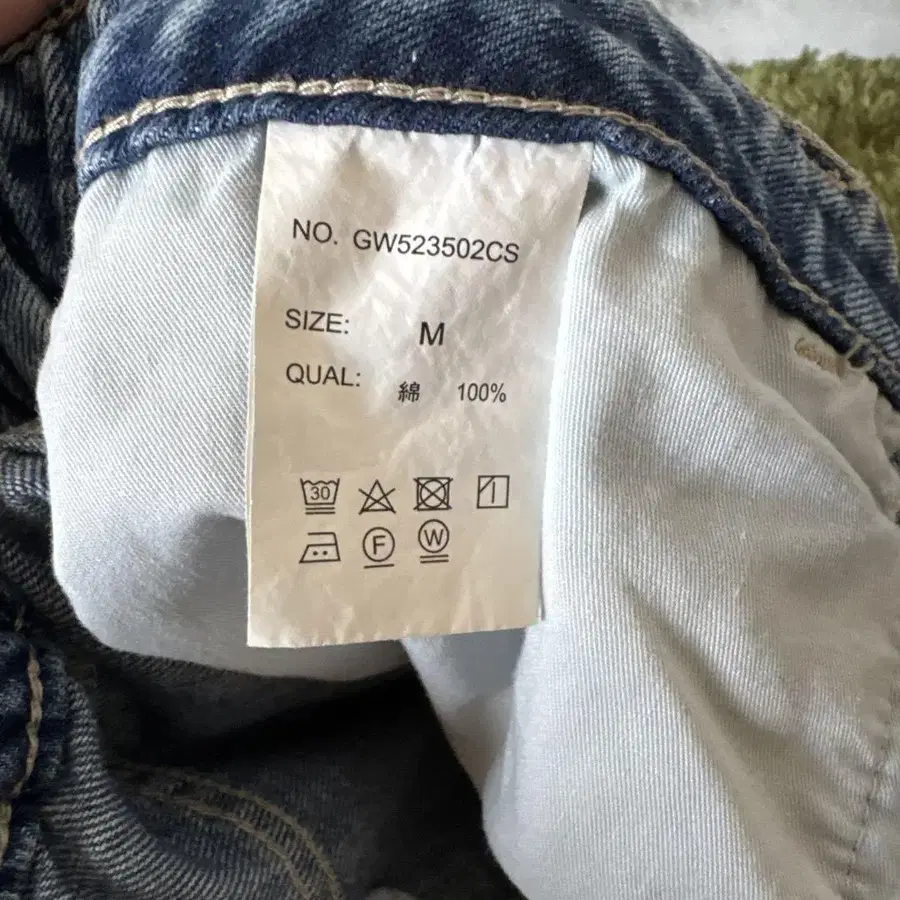 NO. GW523502CS
SIZE: M
QUAL: 綿 100%
30
F W